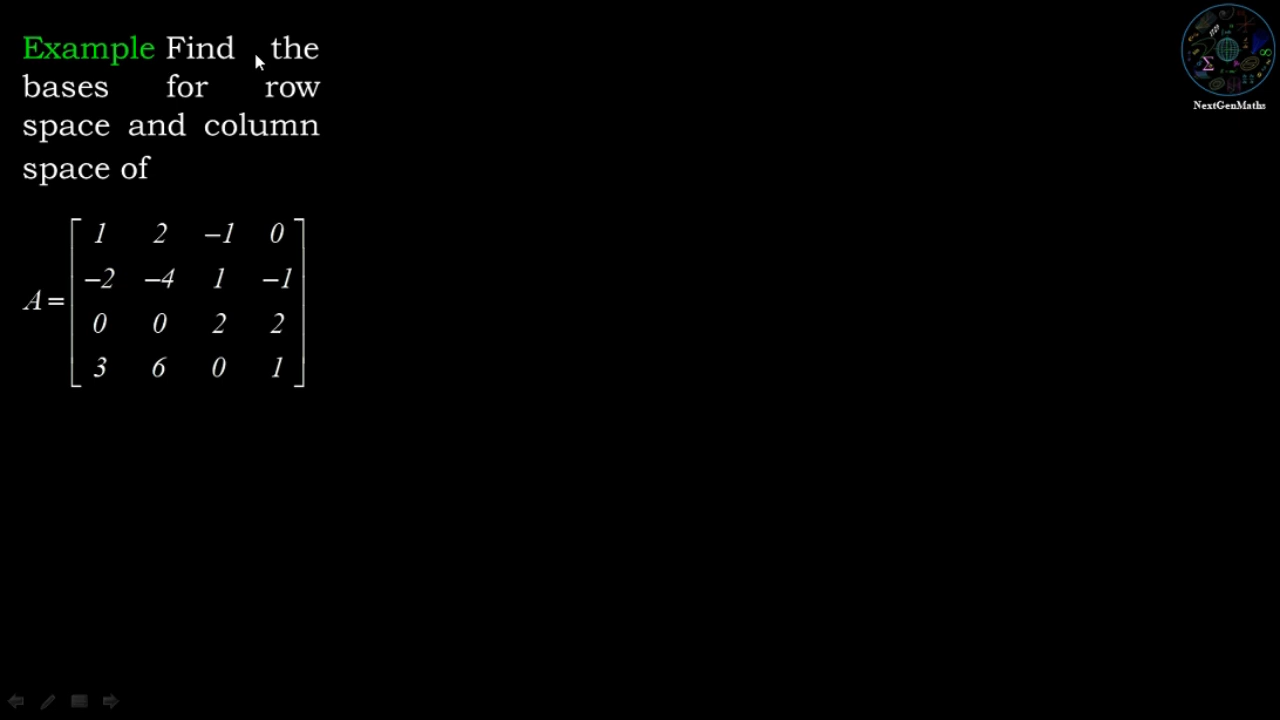 Example Find the
bases for row
space and column
space of
A = [ 1 2 −1 0
−2 −4 1 −1
0 0 2 2
3 6 0 1 ]
NextGenMaths